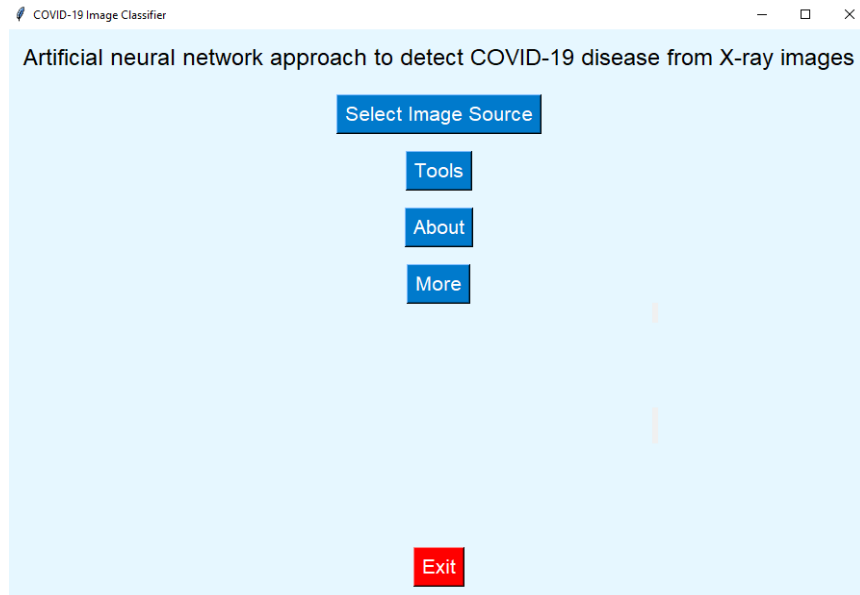 COVID-19 Image Classifier
Artificial neural network approach to detect COVID-19 disease from X-ray images
Select Image Source
Tools
About
More
Exit